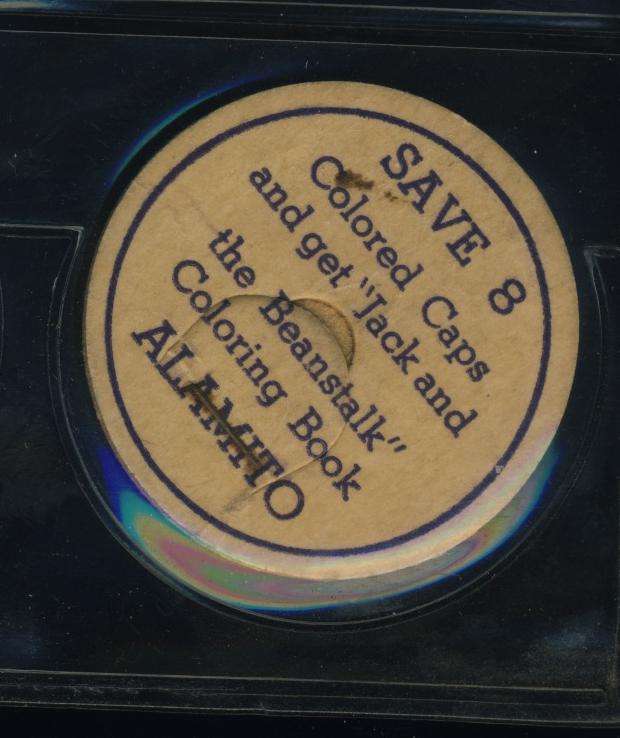 SAVE 8
Colored Caps
and get "Jack and
the Beanstalk"
Coloring Book
ALAMITO